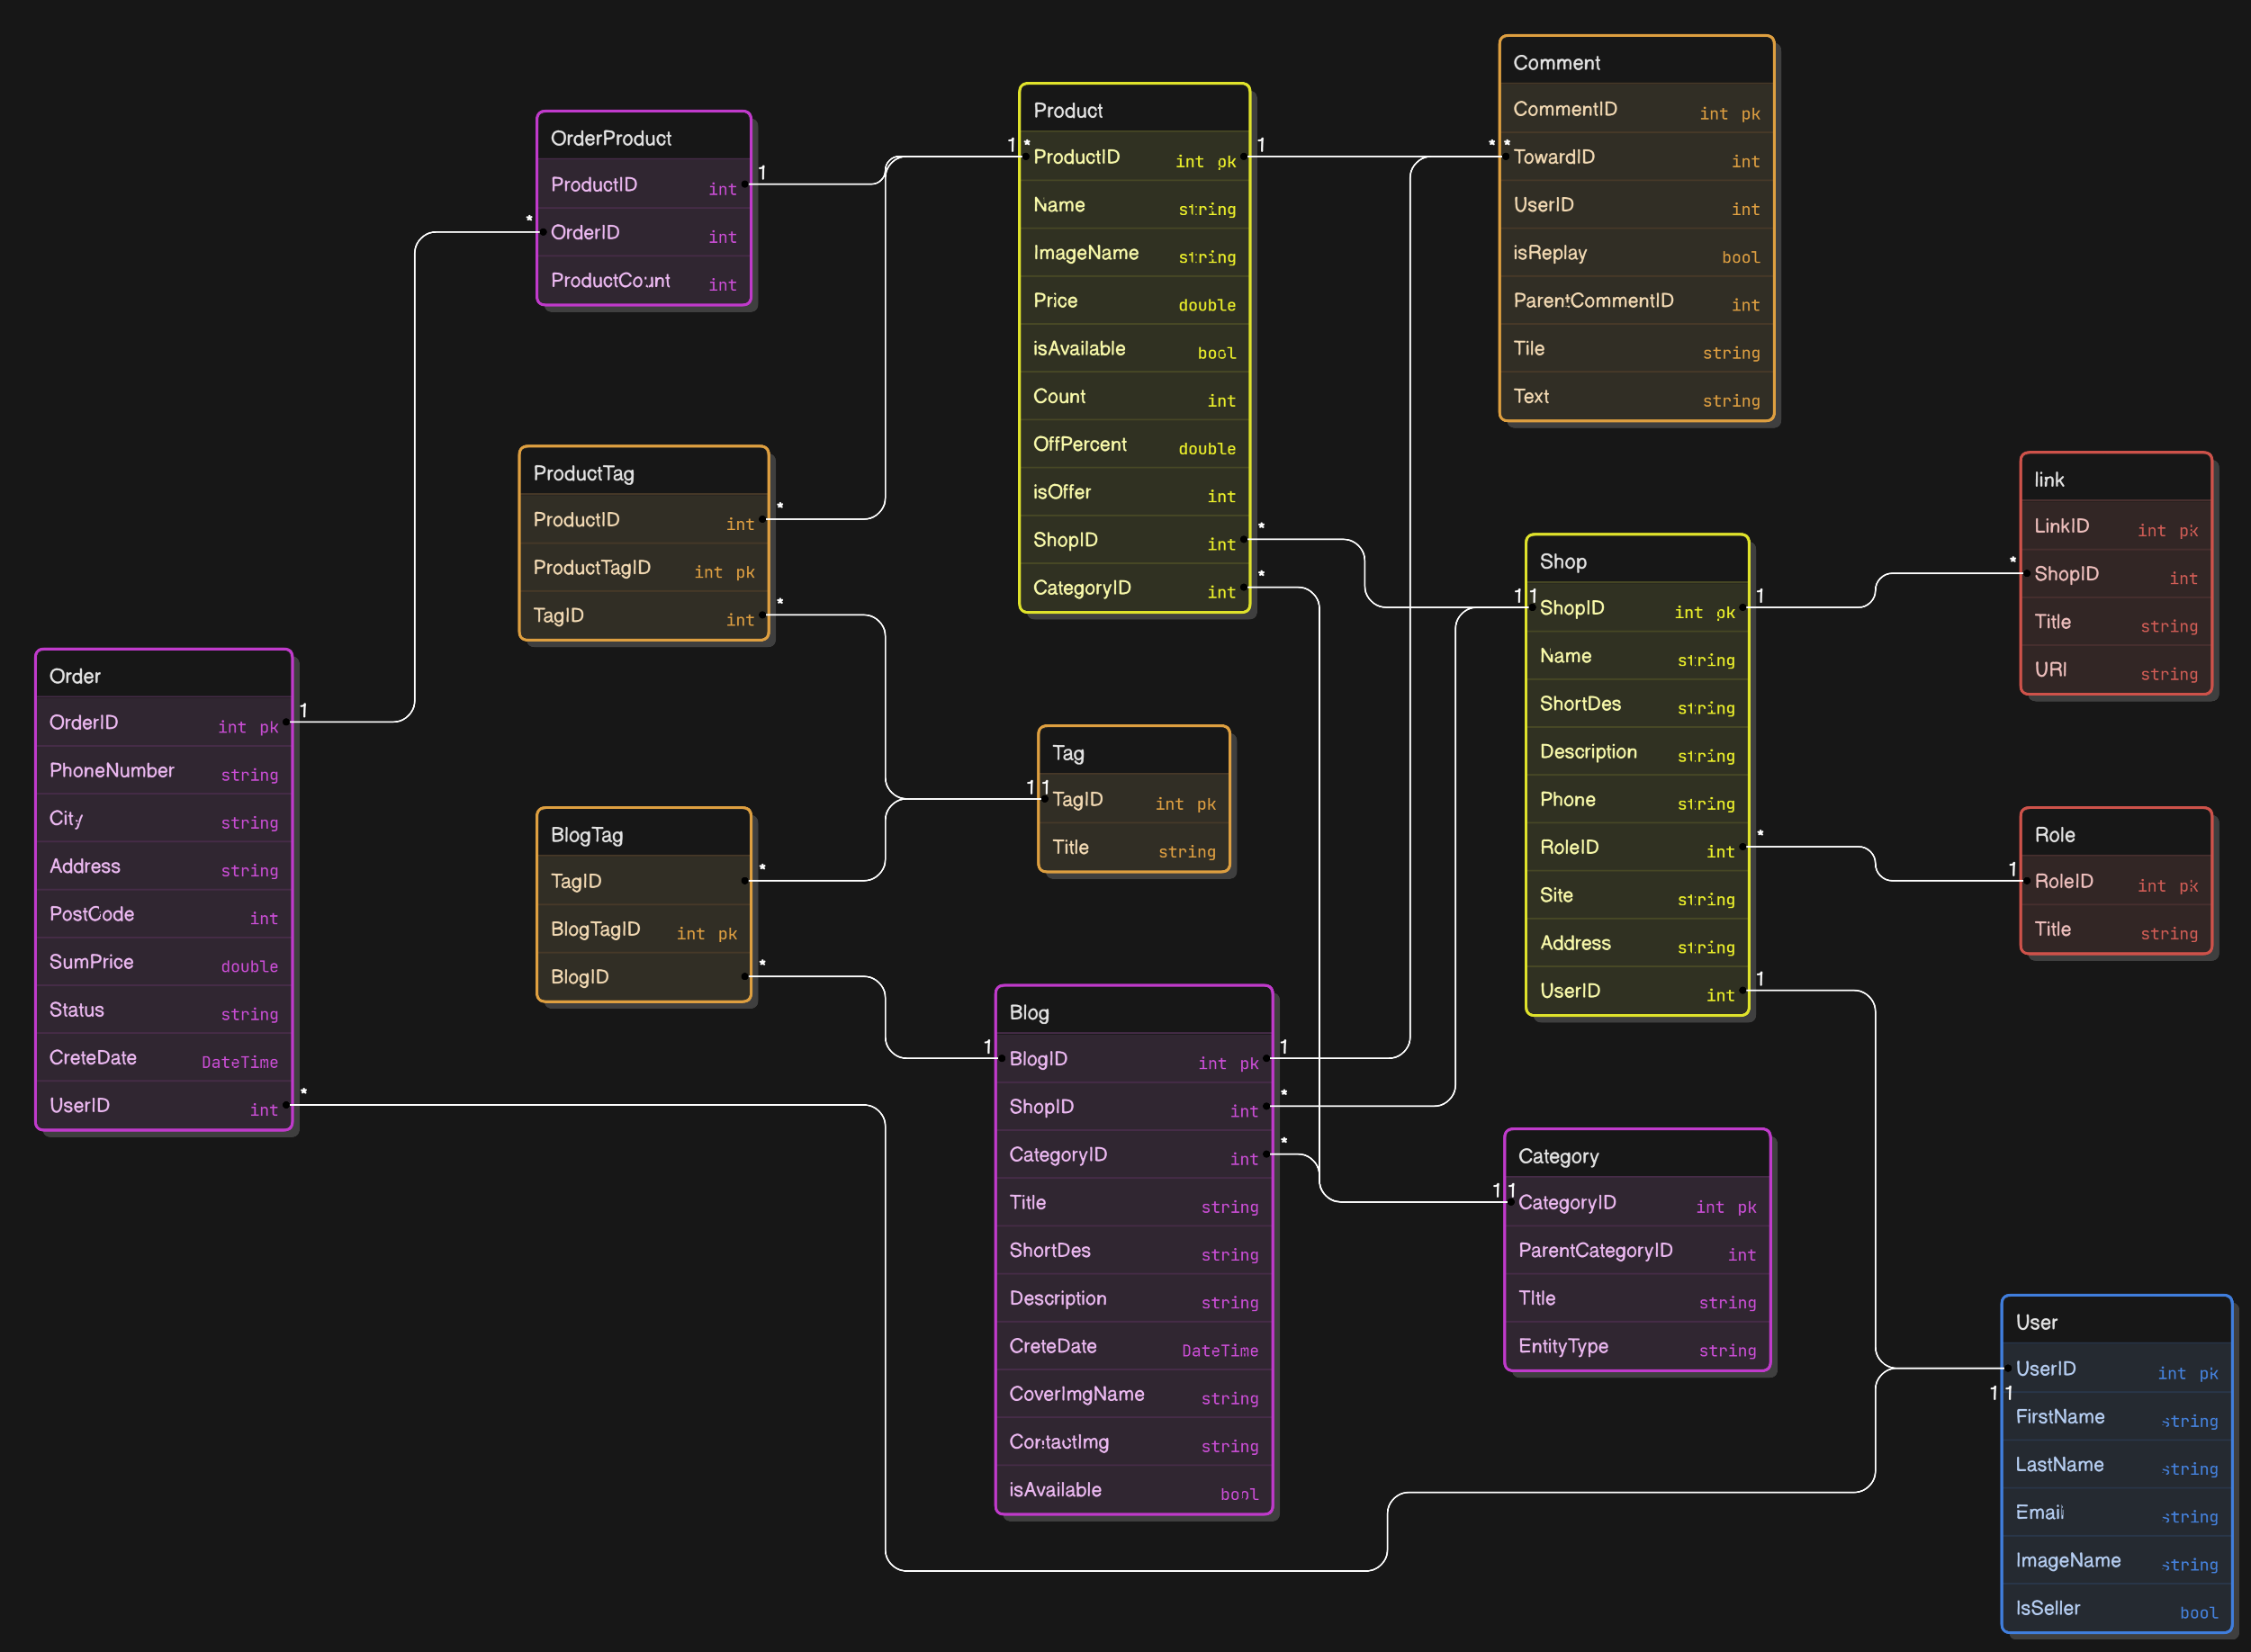 Comment
CommentID int pk
TowardID int
UserID int
isReplay bool
ParentCommentID int
Tile string
Text string
Product
ProductID int pk
Name string
ImageName string
Price double
isAvailable bool
Count int
OffPercent double
isOffer int
ShopID int
CategoryID int
OrderProduct
ProductID int
OrderID int
ProductCount int
ProductTag
ProductID int
ProductTagID int pk
TagID int
link
LinkID int pk
ShopID int
Title string
URl string
Shop
ShopID int pk
Name string
ShortDes string
Description string
Phone string
RoleID int
Site string
Address string
UserID int
Order
OrderID int pk
PhoneNumber string
City string
Address string
PostCode int
SumPrice double
Status string
CreteDate DateTime
UserID int
Tag
TagID int pk
Title string
BlogTag
TagID int
BlogTagID int pk
BlogID int
Role
RoleID int pk
Title string
Blog
BlogID int pk
ShopID int
CategoryID int
Title string
ShortDes string
Description string
CreteDate DateTime
CoverImgName string
ContactImg string
isAvailable bool
Category
CategoryID int pk
ParentCategoryID int
TItle string
EntityType string
User
UserID int pk
FirstName string
LastName string
Email string
ImageName string
IsSeller bool
1
*
1 *
1
* *
*
*
*
*
1
1 1
1
*
1 1
*
*
1
*
1
1
*
*
1
1 1
*
1 1